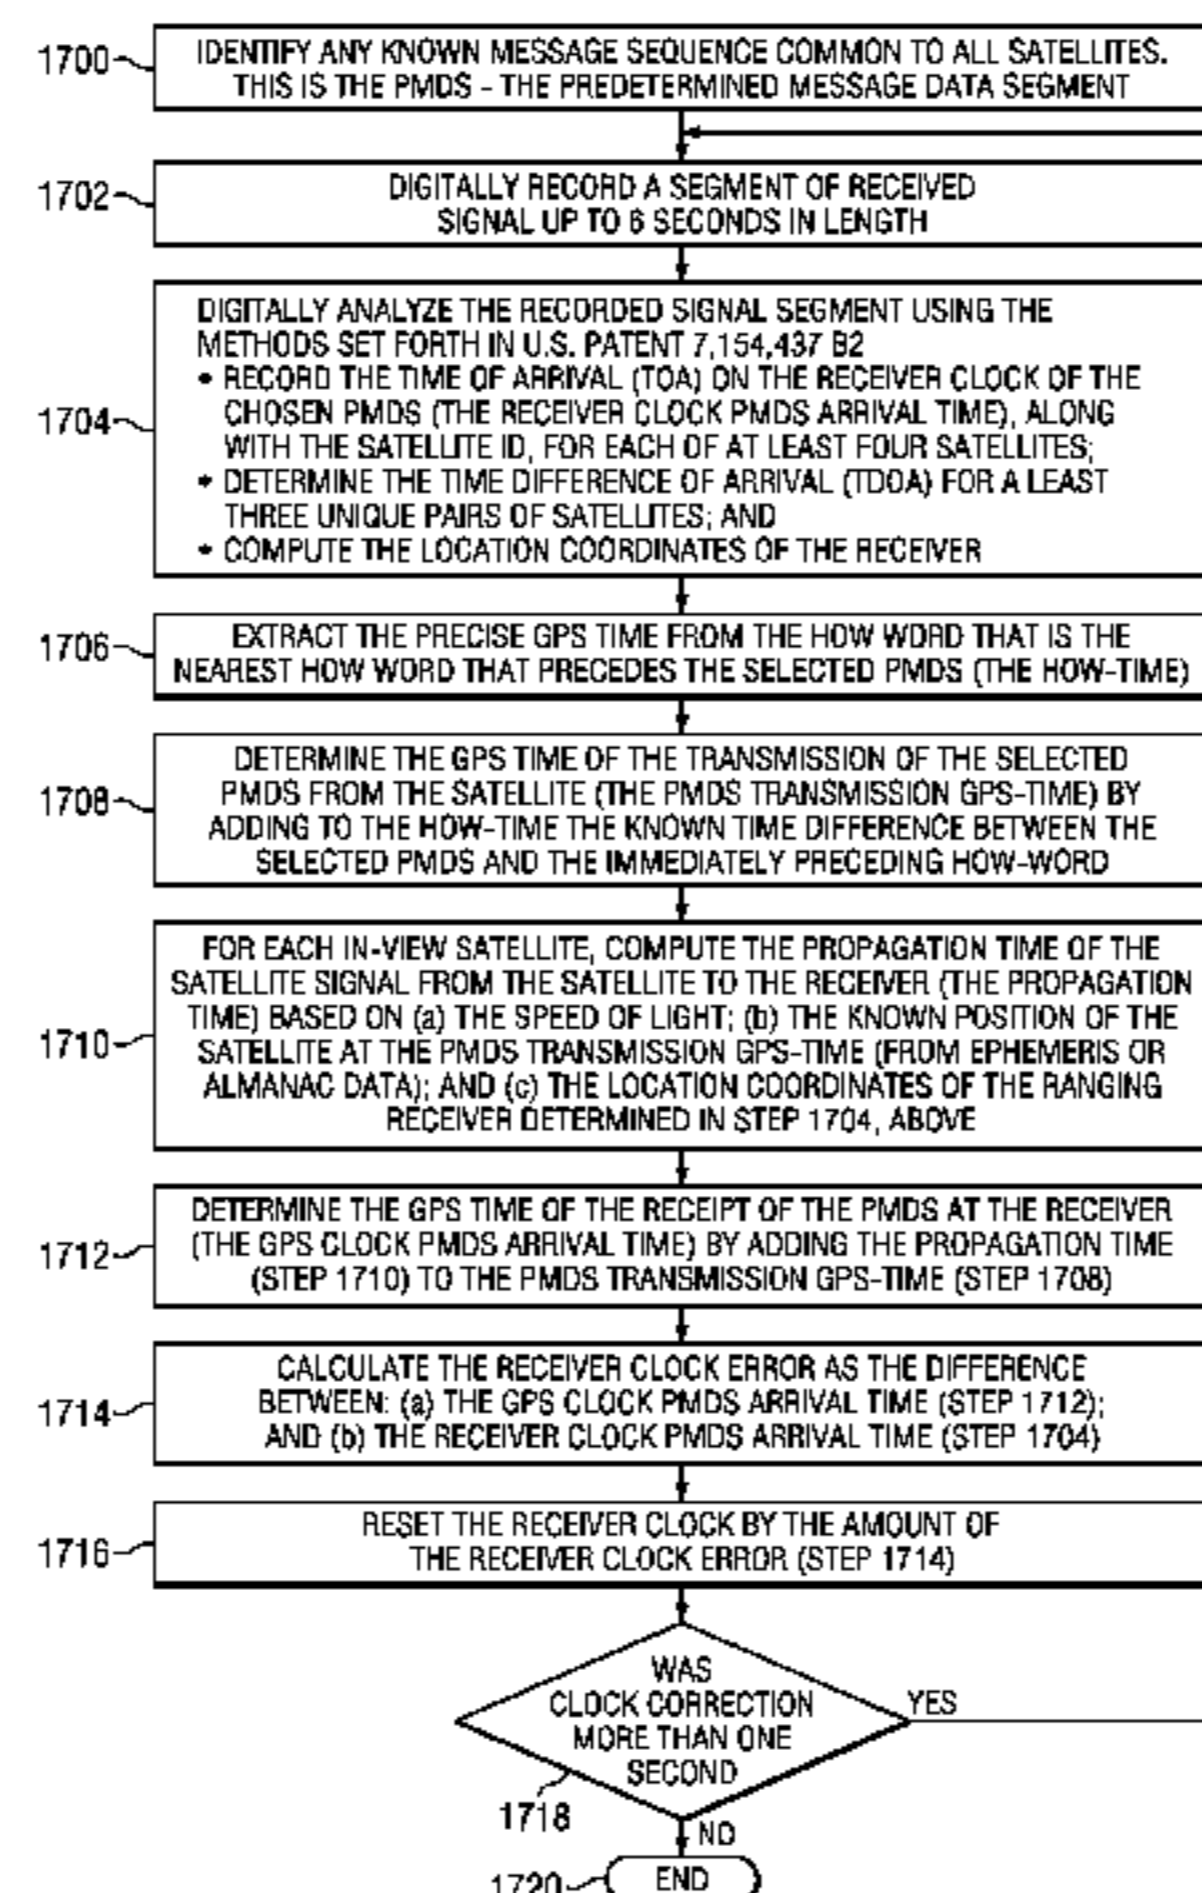 1700
IDENTIFY ANY KNOWN MESSAGE SEQUENCE COMMON TO ALL SATELLITES.
THIS IS THE PMDS - THE PREDETERMINED MESSAGE DATA SEGMENT
1702
DIGITALLY RECORD A SEGMENT OF RECEIVED
SIGNAL UP TO 6 SECONDS IN LENGTH
1704
DIGITALLY ANALYZE THE RECORDED SIGNAL SEGMENT USING THE
METHODS SET FORTH IN U.S. PATENT 7,154,437 B2
• RECORD THE TIME OF ARRIVAL (TOA) ON THE RECEIVER CLOCK OF THE
CHOSEN PMDS (THE RECEIVER CLOCK PMDS ARRIVAL TIME), ALONG
WITH THE SATELLITE ID, FOR EACH OF AT LEAST FOUR SATELLITES;
• DETERMINE THE TIME DIFFERENCE OF ARRIVAL (TDOA) FOR A LEAST
THREE UNIQUE PAIRS OF SATELLITES; AND
• COMPUTE THE LOCATION COORDINATES OF THE RECEIVER
1706
EXTRACT THE PRECISE GPS TIME FROM THE HOW WORD THAT IS THE
NEAREST HOW WORD THAT PRECEDES THE SELECTED PMDS (THE HOW-TIME)
1708
DETERMINE THE GPS TIME OF THE TRANSMISSION OF THE SELECTED
PMDS FROM THE SATELLITE (THE PMDS TRANSMISSION GPS-TIME) BY
ADDING TO THE HOW-TIME THE KNOWN TIME DIFFERENCE BETWEEN THE
SELECTED PMDS AND THE IMMEDIATELY PRECEDING HOW-WORD
1710
FOR EACH IN-VIEW SATELLITE, COMPUTE THE PROPAGATION TIME OF THE
SATELLITE SIGNAL FROM THE SATELLITE TO THE RECEIVER (THE PROPAGATION
TIME) BASED ON (a) THE SPEED OF LIGHT; (b) THE KNOWN POSITION OF THE
SATELLITE AT THE PMDS TRANSMISSION GPS-TIME (FROM EPHEMERIS OR
ALMANAC DATA); AND (c) THE LOCATION COORDINATES OF THE RANGING
RECEIVER DETERMINED IN STEP 1704, ABOVE
1712
DETERMINE THE GPS TIME OF THE RECEIPT OF THE PMDS AT THE RECEIVER
(THE GPS CLOCK PMDS ARRIVAL TIME) BY ADDING THE PROPAGATION TIME
(STEP 1710) TO THE PMDS TRANSMISSION GPS-TIME (STEP 1708)
1714
CALCULATE THE RECEIVER CLOCK ERROR AS THE DIFFERENCE
BETWEEN: (a) THE GPS CLOCK PMDS ARRIVAL TIME (STEP 1712);
AND (b) THE RECEIVER CLOCK PMDS ARRIVAL TIME (STEP 1704)
1716
RESET THE RECEIVER CLOCK BY THE AMOUNT OF
THE RECEIVER CLOCK ERROR (STEP 1714)
WAS
CLOCK CORRECTION
MORE THAN ONE
SECOND
YES
1718
NO
1720
END